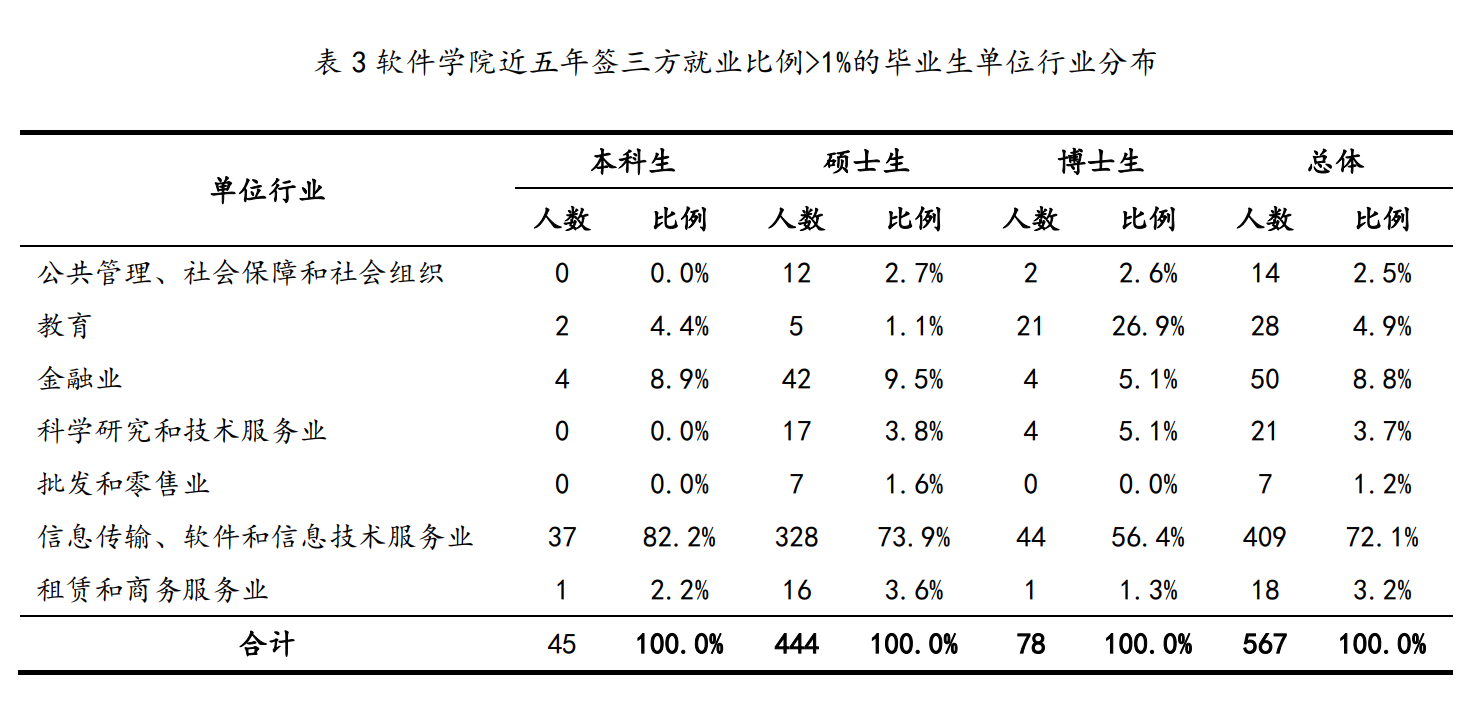 表 3 软件学院近五年签三方就业比例>1%的毕业生单位行业分布
单位行业 本科生 硕士生 博士生 总体
人数 比例 人数 比例 人数 比例 人数 比例
公共管理、社会保障和社会组织 0 0.0% 12 2.7% 2 2.6% 14 2.5%
教育 2 4.4% 5 1.1% 21 26.9% 28 4.9%
金融业 4 8.9% 42 9.5% 4 5.1% 50 8.8%
科学研究和技术服务业 0 0.0% 17 3.8% 4 5.1% 21 3.7%
批发和零售业 0 0.0% 7 1.6% 0 0.0% 7 1.2%
信息传输、软件和信息技术服务业 37 82.2% 328 73.9% 44 56.4% 409 72.1%
租赁和商务服务业 1 2.2% 16 3.6% 1 1.3% 18 3.2%
合计 45 100.0% 444 100.0% 78 100.0% 567 100.0%